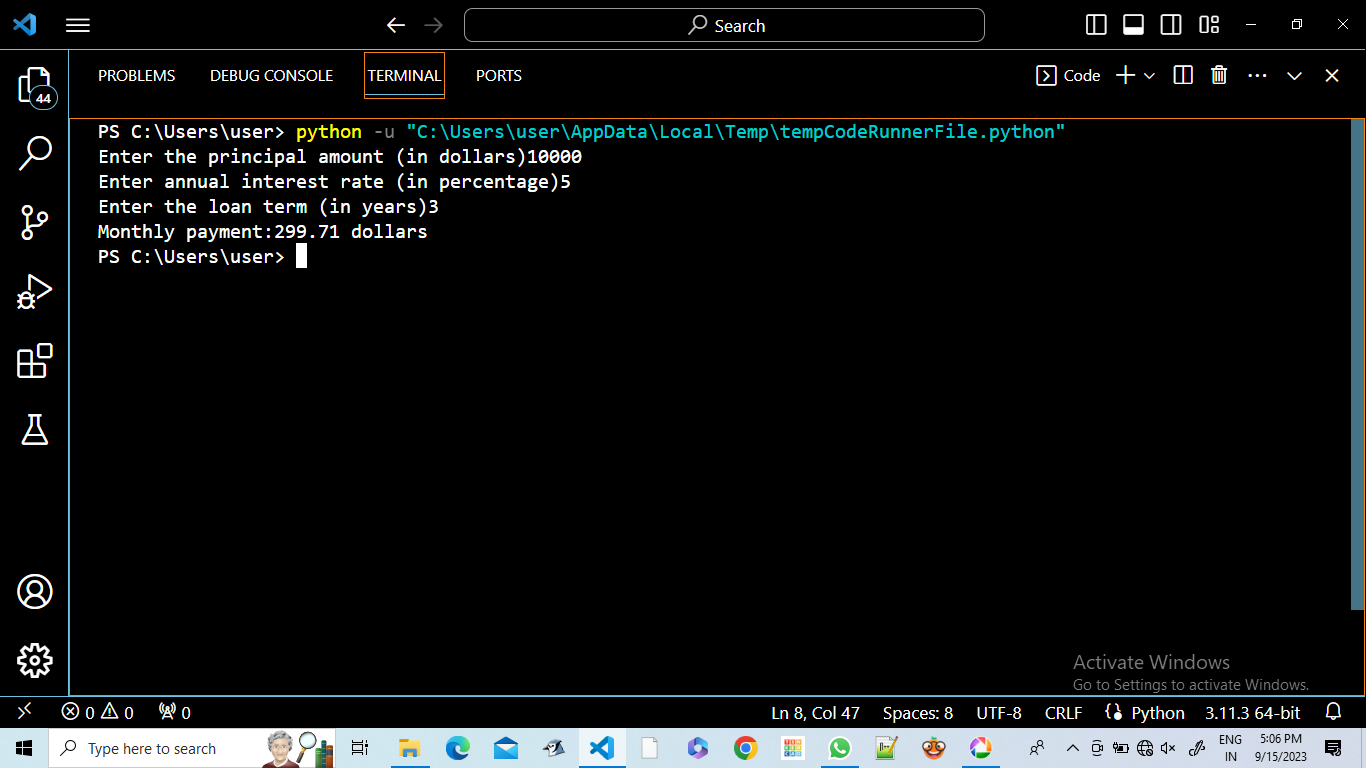 Search
44
PROBLEMS DEBUG CONSOLE TERMINAL PORTS Code
PS C:\Users\user> python -u "C:\Users\user\AppData\Local\Temp\tempCodeRunnerFile.python"
Enter the principal amount (in dollars)10000
Enter annual interest rate (in percentage)5
Enter the loan term (in years)3
Monthly payment:299.71 dollars
PS C:\Users\user>
Activate Windows
Go to Settings to activate Windows.
0 0 0 Ln 8, Col 47 Spaces: 8 UTF-8 CRLF Python 3.11.3 64-bit
Type here to search
ENG
IN
5:06 PM
9/15/2023